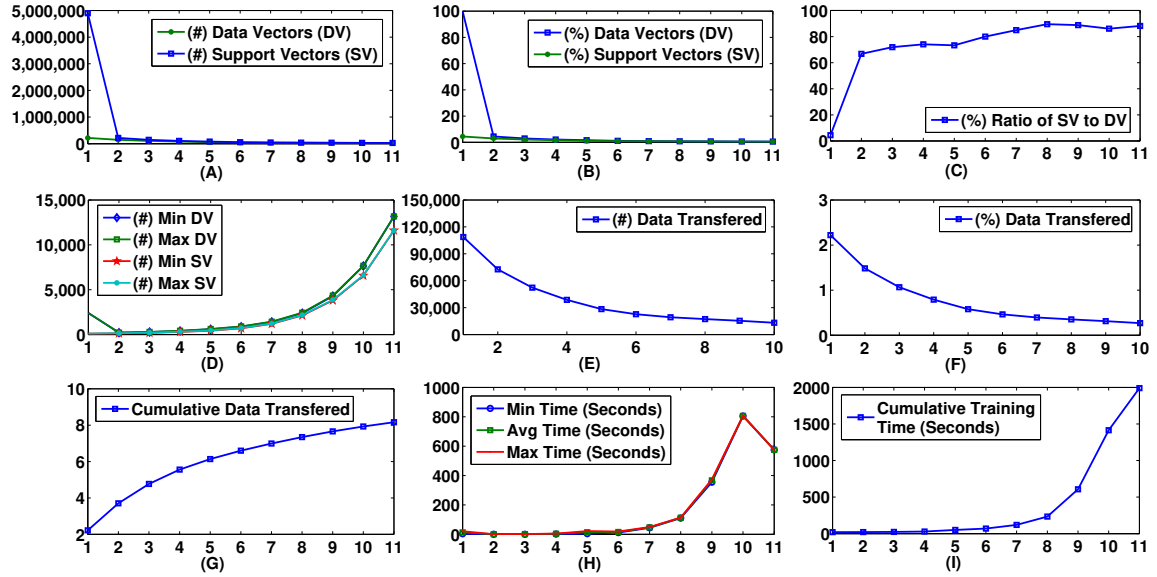 5,000,000
4,000,000
3,000,000
2,000,000
1,000,000
0
(#) Data Vectors (DV)
(#) Support Vectors (SV)
1 2 3 4 5 6 7 8 9 10 11
(A)
100
80
60
40
20
0
(%) Data Vectors (DV)
(%) Support Vectors (SV)
1 2 3 4 5 6 7 8 9 10 11
(B)
100
80
60
40
20
0
(%) Ratio of SV to DV
1 2 3 4 5 6 7 8 9 10 11
(C)
15,000
10,000
5,000
0
(#) Min DV
(#) Max DV
(#) Min SV
(#) Max SV
1 2 3 4 5 6 7 8 9 10 11
(D)
150,000
120,000
90,000
60,000
30,000
0
(#) Data Transfered
2 4 6 8 10
(E)
3
2
1
0
(%) Data Transfered
1 2 3 4 5 6 7 8 9 10
(F)
10
8
6
4
2
Cumulative Data Transfered
1 2 3 4 5 6 7 8 9 10 11
(G)
1000
800
600
400
200
0
Min Time (Seconds)
Avg Time (Seconds)
Max Time (Seconds)
1 2 3 4 5 6 7 8 9 10 11
(H)
2000
1500
1000
500
0
Cumulative Training
Time (Seconds)
1 2 3 4 5 6 7 8 9 10 11
(I)